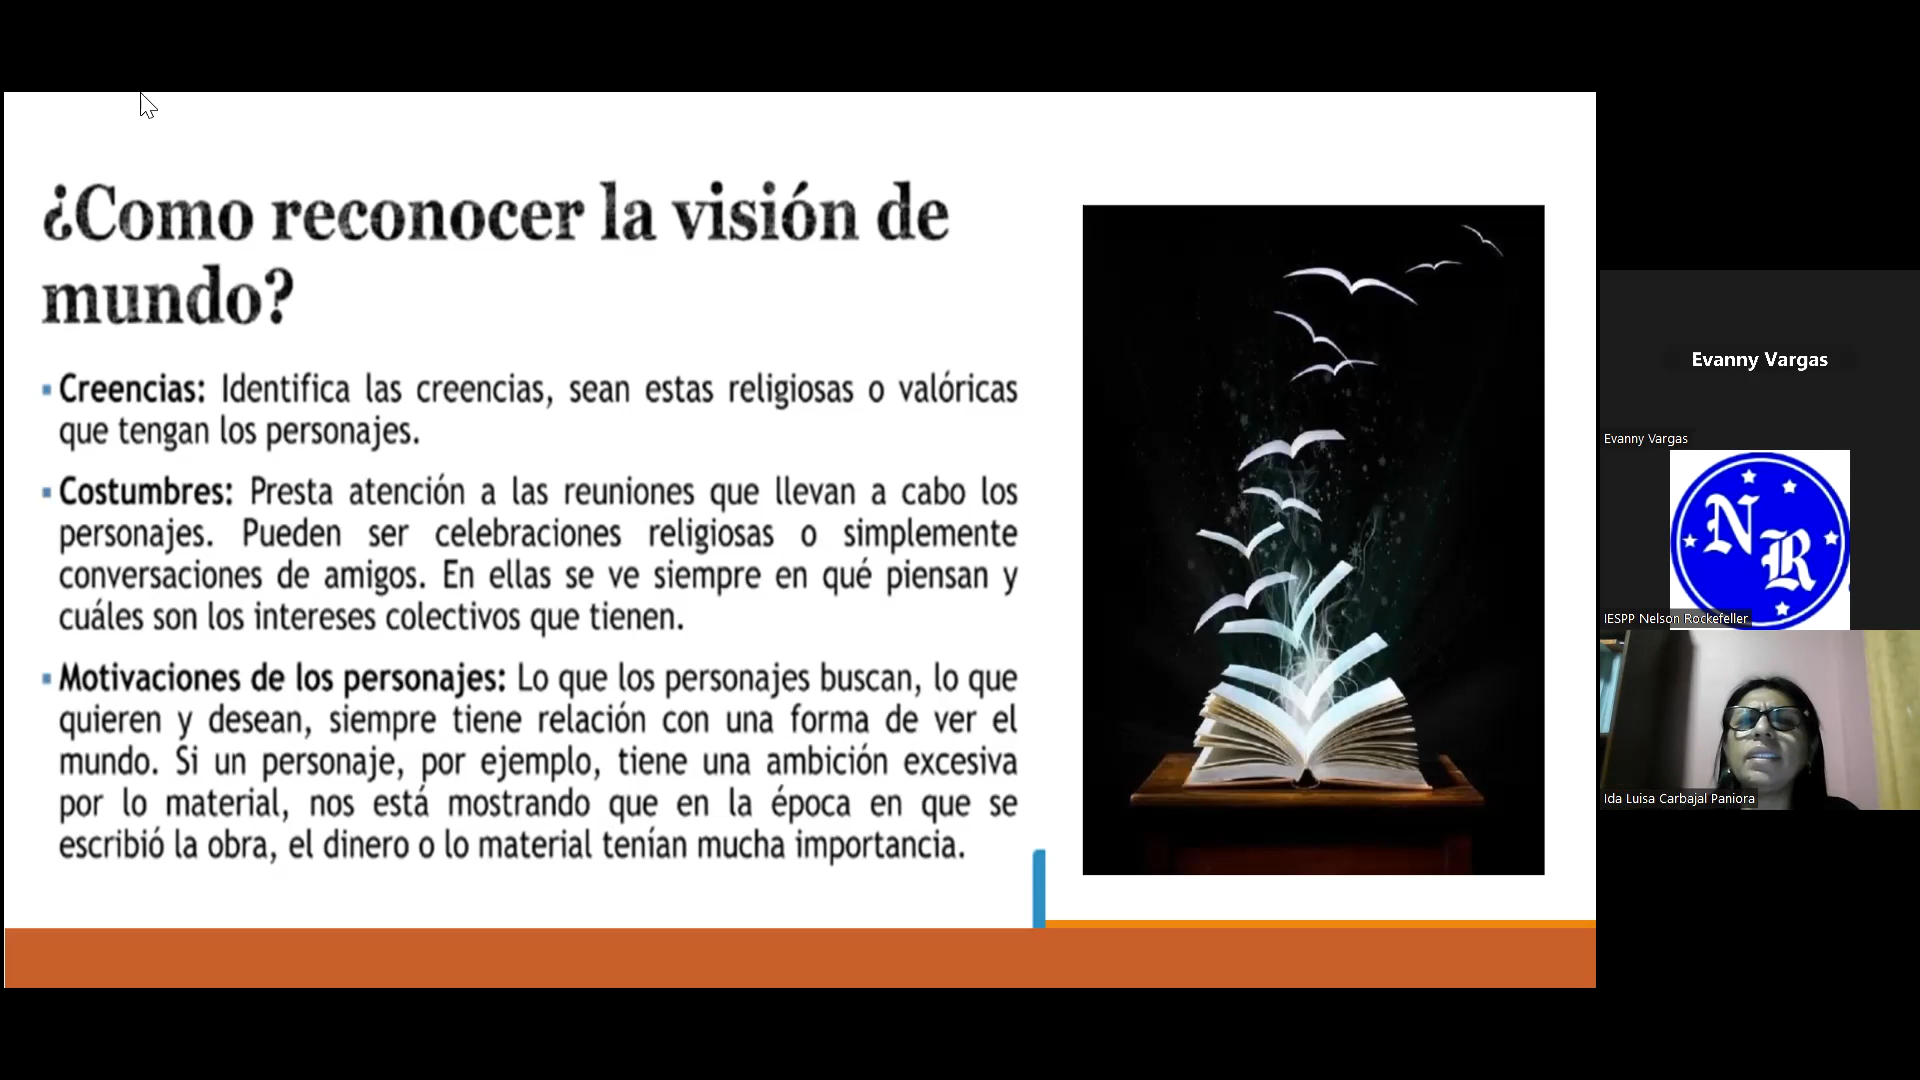 ¿Como reconocer la visión de
mundo?
▪ Creencias: Identifica las creencias, sean estas religiosas o valóricas
que tengan los personajes.
▪ Costumbres: Presta atención a las reuniones que llevan a cabo los
personajes. Pueden ser celebraciones religiosas o simplemente
conversaciones de amigos. En ellas se ve siempre en qué piensan y
cuáles son los intereses colectivos que tienen.
▪ Motivaciones de los personajes: Lo que los personajes buscan, lo que
quieren y desean, siempre tiene relación con una forma de ver el
mundo. Si un personaje, por ejemplo, tiene una ambición excesiva
por lo material, nos está mostrando que en la época en que se
escribió la obra, el dinero o lo material tenían mucha importancia.
Evanny Vargas
Evanny Vargas
NR
IESPP Nelson Rockefeller
Ida Luisa Carbajal Paniora